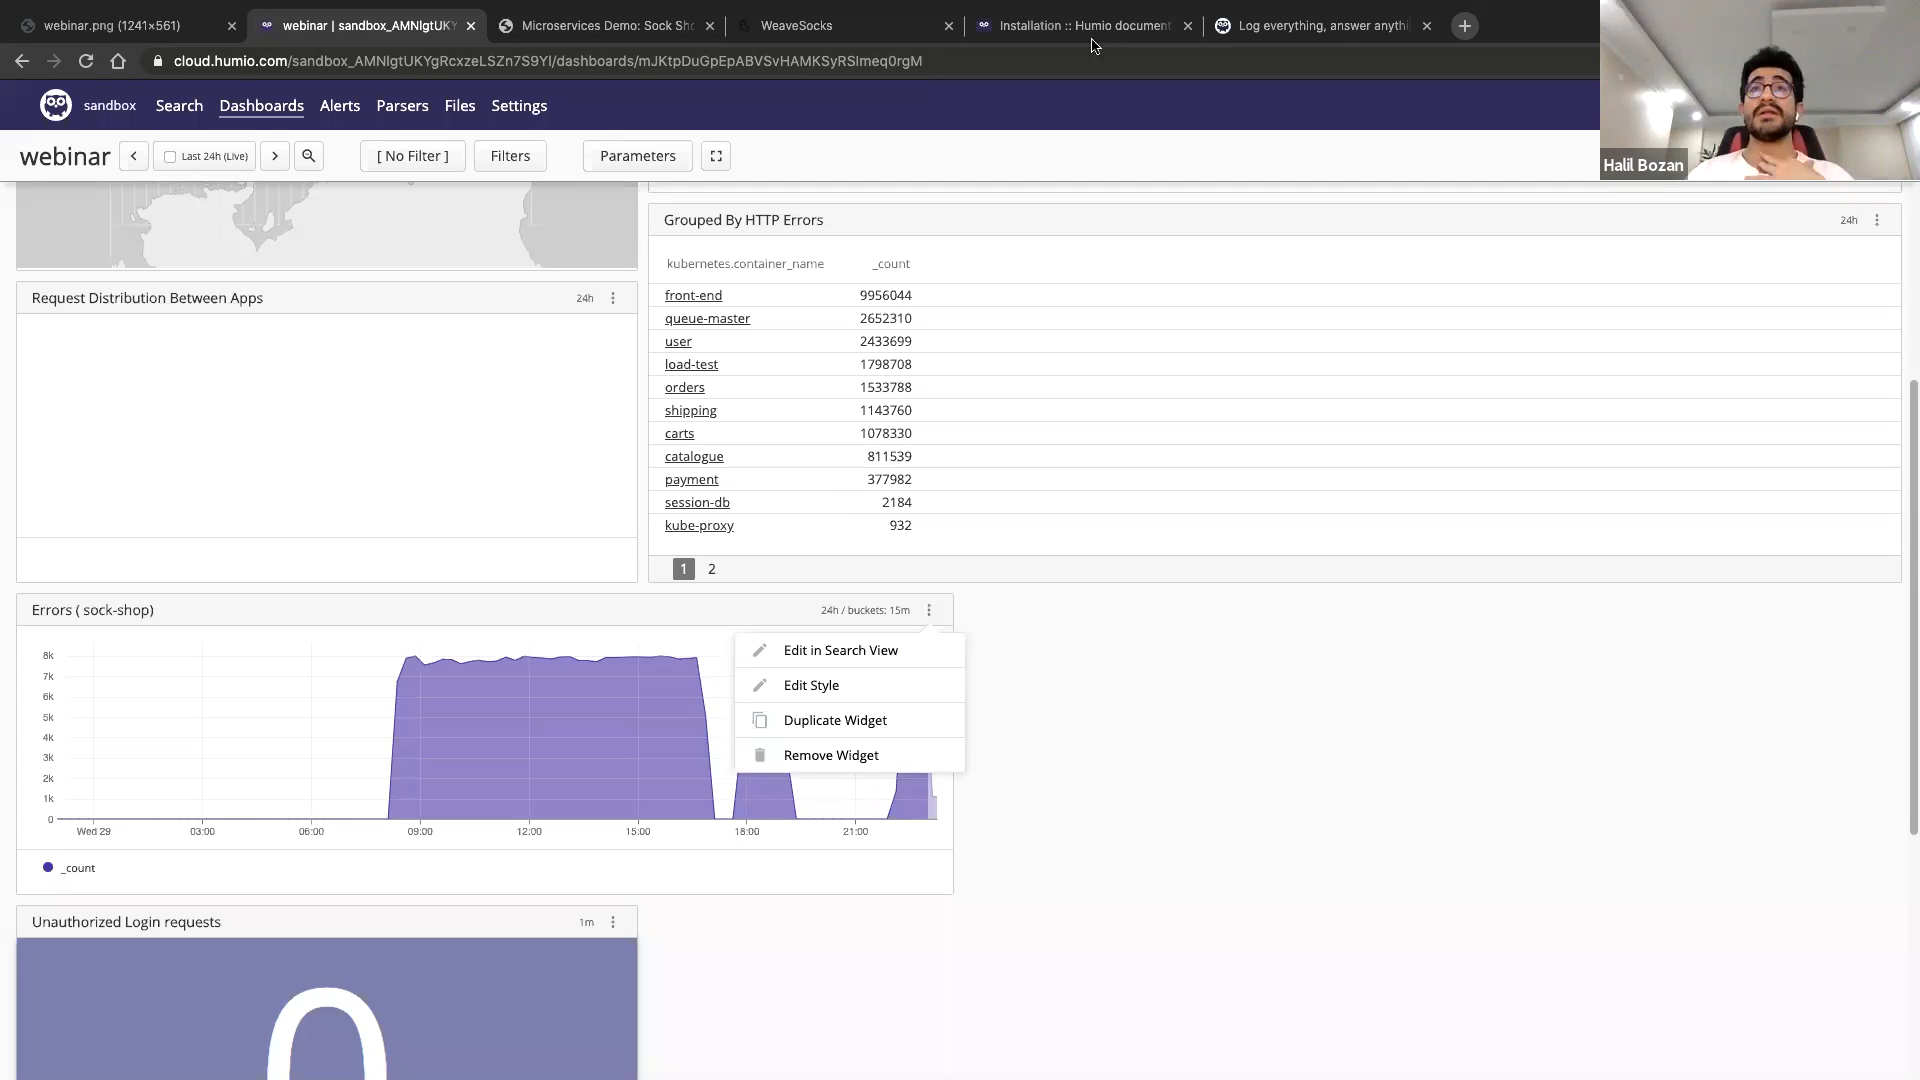 webinar.png (1241×561)
webinar | sandbox_AMNIgtUKY
Microservices Demo: Sock Sho
WeaveSocks
Installation :: Humio document
Log everything, answer anythi
cloud.humio.com/sandbox_AMNIgtUKYgRcxzeLSZn7S9YI/dashboards/mJKtpDuGpEpABVSvHAMKSyRSlmeq0rgM
sandbox
Search
Dashboards
Alerts
Parsers
Files
Settings
webinar
Last 24h (Live)
[ No Filter ]
Filters
Parameters
Halil Bozan
Grouped By HTTP Errors
24h
kubernetes.container_name _count
front-end 9956044
queue-master 2652310
user 2433699
load-test 1798708
orders 1533788
shipping 1143760
carts 1078330
catalogue 811539
payment 377982
session-db 2184
kube-proxy 932
1 2
Request Distribution Between Apps
24h
Errors ( sock-shop)
24h / buckets: 15m
Edit in Search View
Edit Style
Duplicate Widget
Remove Widget
8k
7k
6k
5k
4k
3k
2k
1k
0
Wed 29 03:00 06:00 09:00 12:00 15:00 18:00 21:00
_count
Unauthorized Login requests
1m
0